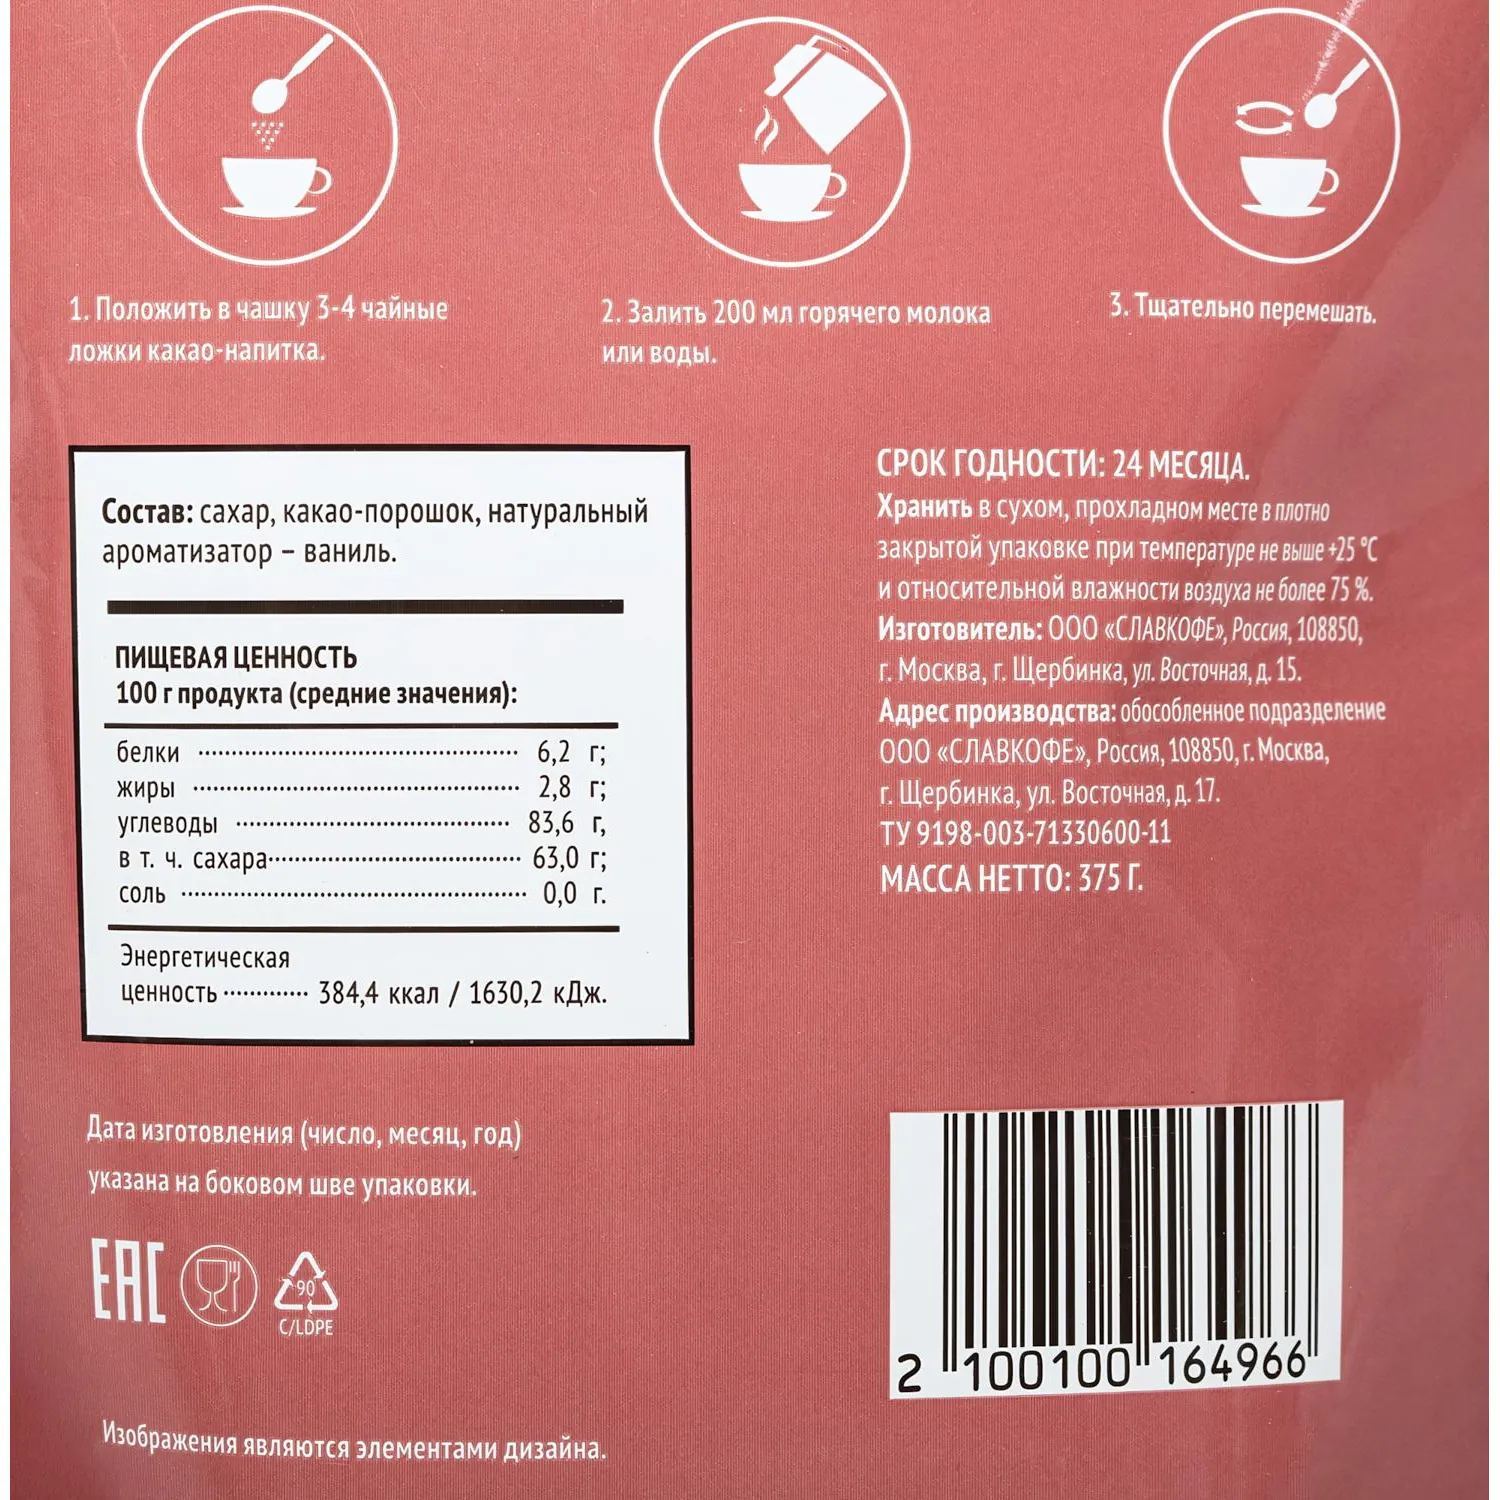 1. Положить в чашку 3-4 чайные
ложки какао-напитка.
2. Залить 200 мл горячего молока
или воды.
3. Тщательно перемешать.
Состав: сахар, какао-порошок, натуральный
ароматизатор – ваниль.
ПИЩЕВАЯ ЦЕННОСТЬ
100 г продукта (средние значения):
белки 6,2 г;
жиры 2,8 г;
углеводы 83,6 г,
в т. ч. сахара 63,0 г;
соль 0,0 г.
Энергетическая
ценность 384,4 ккал / 1630,2 кДж.
СРОК ГОДНОСТИ: 24 МЕСЯЦА.
Хранить в сухом, прохладном месте в плотно
закрытой упаковке при температуре не выше +25 °С
и относительной влажности воздуха не более 75 %.
Изготовитель: ООО «СЛАВКОФЕ», Россия, 108850,
г. Москва, г. Щербинка, ул. Восточная, д. 15.
Адрес производства: обособленное подразделение
ООО «СЛАВКОФЕ», Россия, 108850, г. Москва,
г. Щербинка, ул. Восточная, д. 17.
ТУ 9198-003-71330600-11
МАССА НЕТТО: 375 Г.
Дата изготовления (число, месяц, год)
указана на боковом шве упаковки.
ЕАС
90
C/LDPE
2 100100 164966
Изображения являются элементами дизайна.